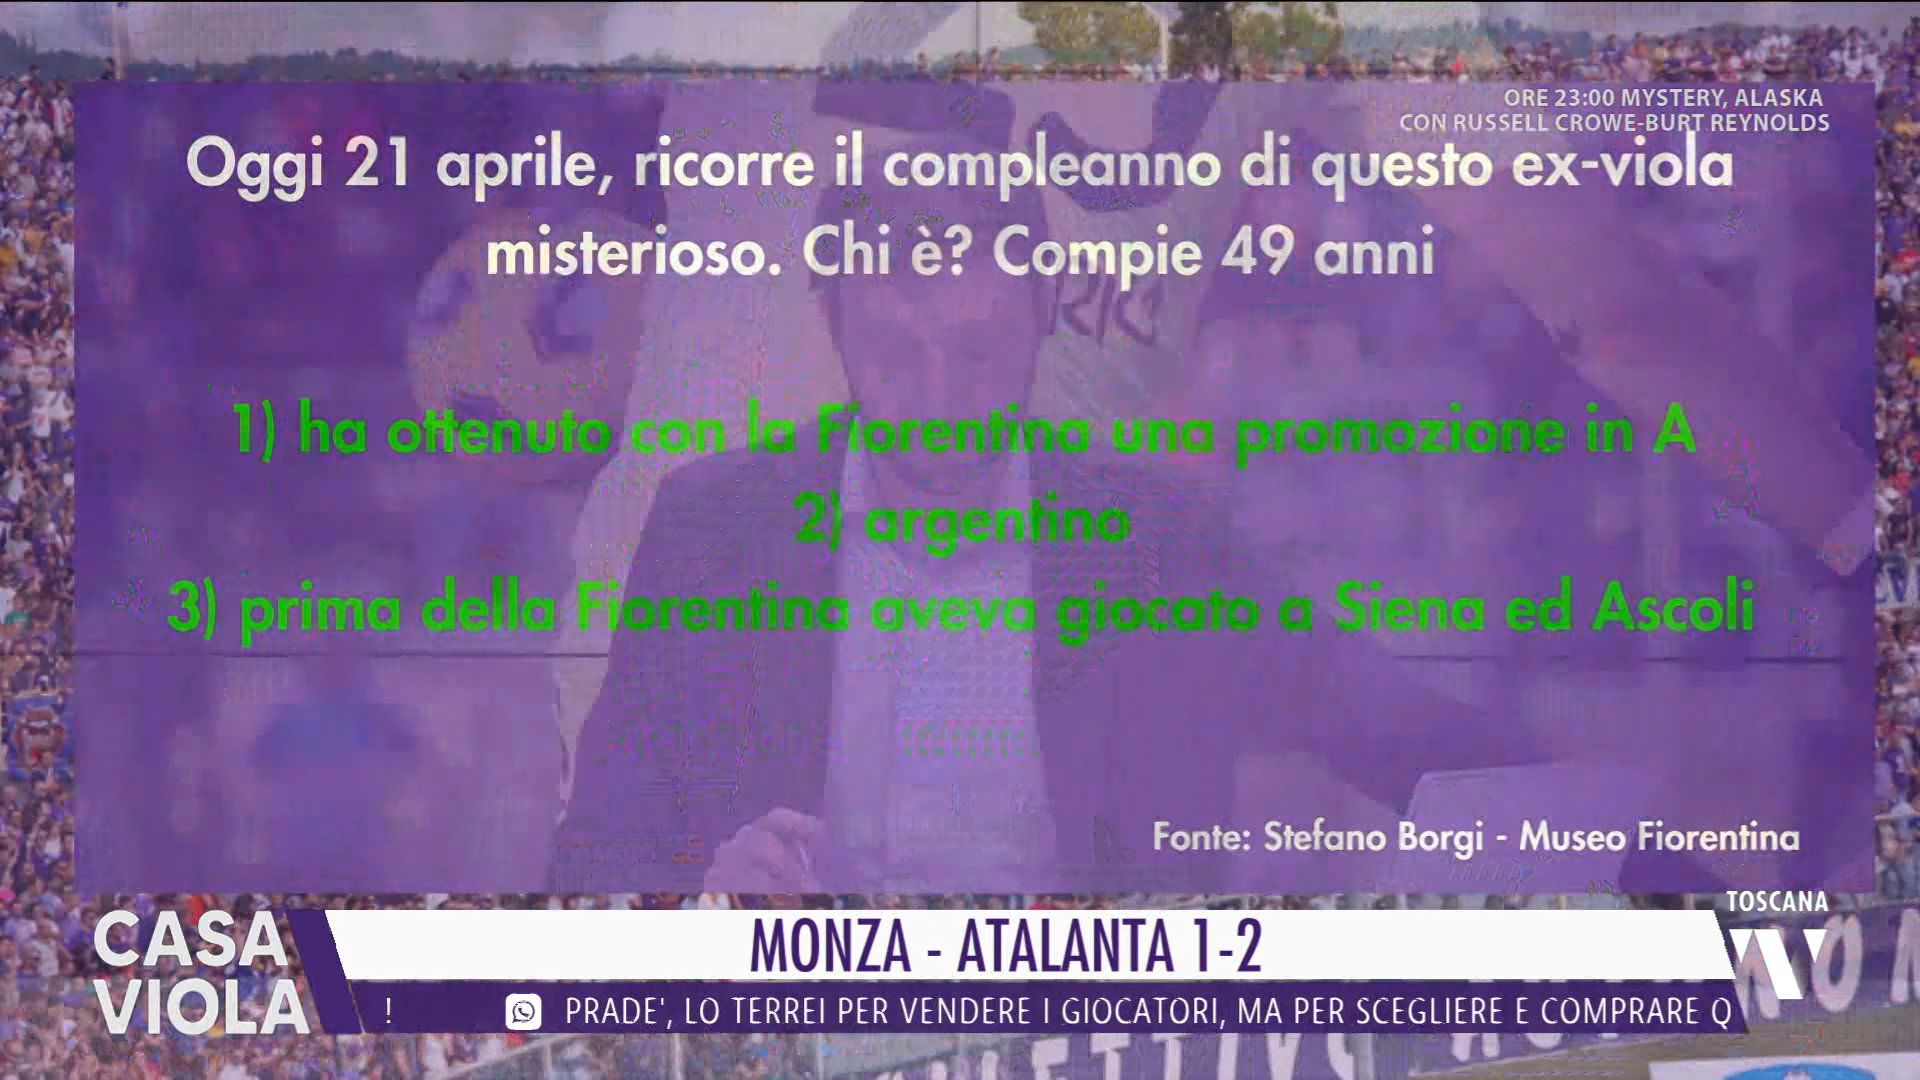 ORE 23:00 MYSTERY, ALASKA
CON RUSSELL CROWE-BURT REYNOLDS
Oggi 21 aprile, ricorre il compleanno di questo ex-viola
misterioso. Chi è? Compie 49 anni
1) ha ottenuto con la Fiorentina una promozione in A
2) argentino
3) prima della Fiorentina aveva giocato a Siena ed Ascoli
Fonte: Stefano Borgi - Museo Fiorentina
TOSCANA
CASA
VIOLA
MONZA - ATALANTA 1-2
! PRADE', LO TERREI PER VENDERE I GIOCATORI, MA PER SCEGLIERE E COMPRARE Q